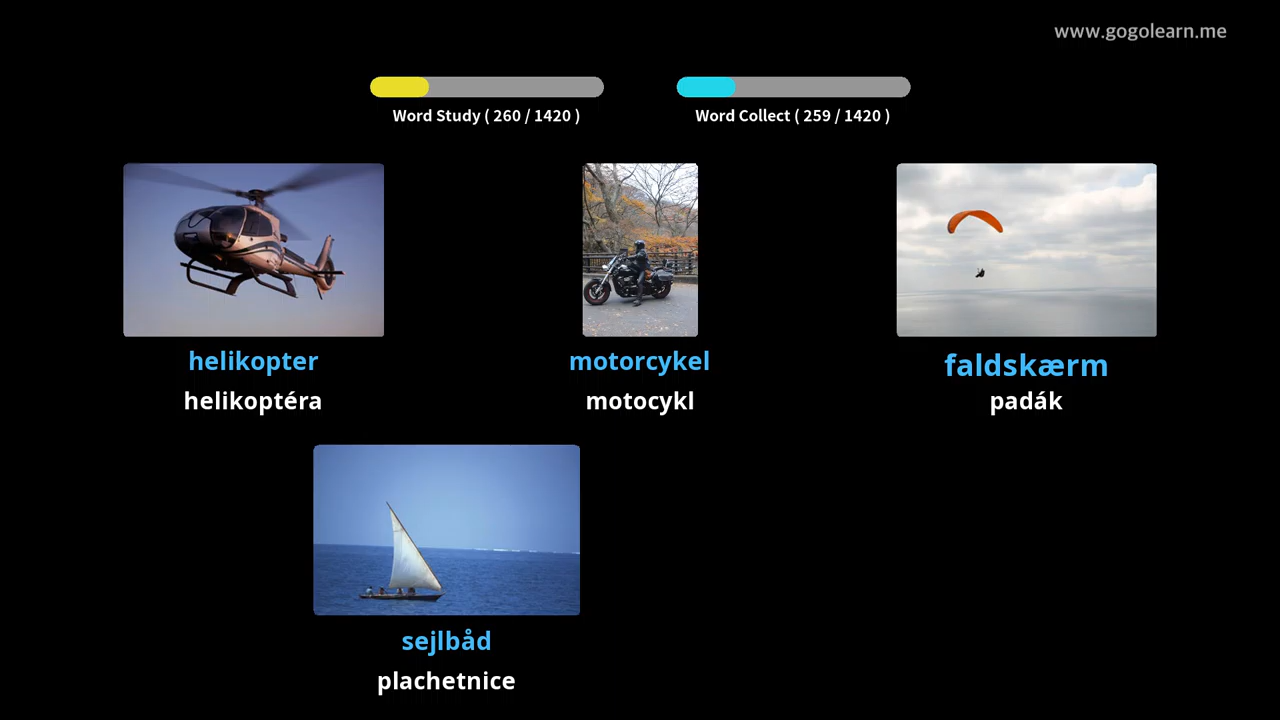 www.gogolearn.me
Word Study ( 260 / 1420 )
Word Collect ( 259 / 1420 )
helikopter
helikoptéra
motorcykel
motocykl
faldskærm
padák
sejlbåd
plachetnice